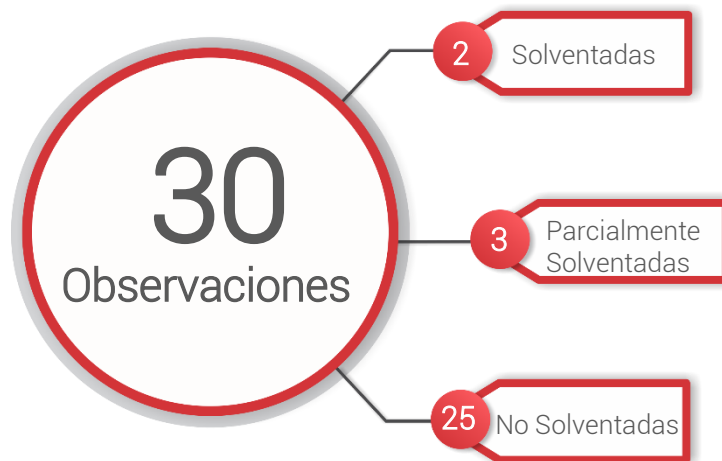 30
Observaciones
2
Solventadas
3
Parcialmente
Solventadas
25
No Solventadas